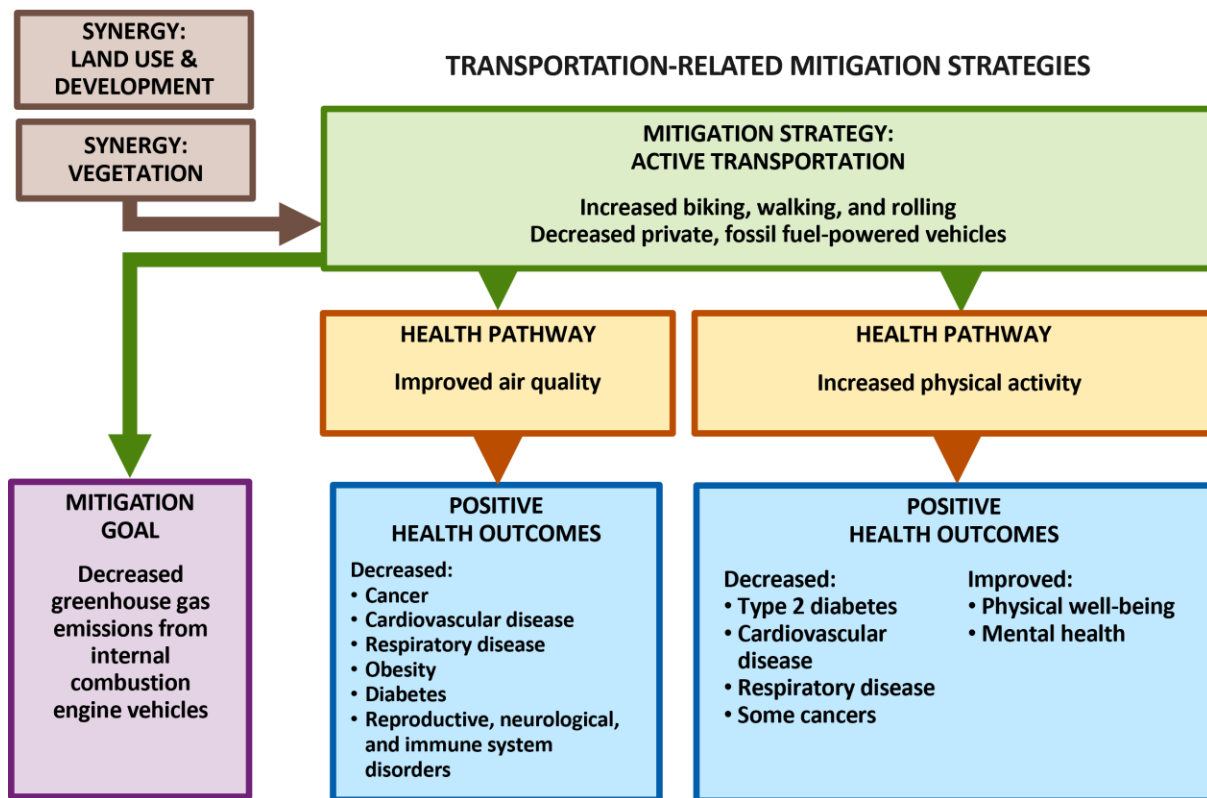 SYNERGY:
LAND USE &
DEVELOPMENT
SYNERGY:
VEGETATION
TRANSPORTATION-RELATED MITIGATION STRATEGIES
MITIGATION STRATEGY:
ACTIVE TRANSPORTATION
Increased biking, walking, and rolling
Decreased private, fossil fuel-powered vehicles
HEALTH PATHWAY
Improved air quality
HEALTH PATHWAY
Increased physical activity
MITIGATION
GOAL
Decreased
greenhouse gas
emissions from
internal
combustion
engine vehicles
POSITIVE
HEALTH OUTCOMES
Decreased:
• Cancer
• Cardiovascular disease
• Respiratory disease
• Obesity
• Diabetes
• Reproductive, neurological,
and immune system
disorders
POSITIVE
HEALTH OUTCOMES
Decreased:
• Type 2 diabetes
• Cardiovascular
disease
• Respiratory disease
• Some cancers
Improved:
• Physical well-being
• Mental health